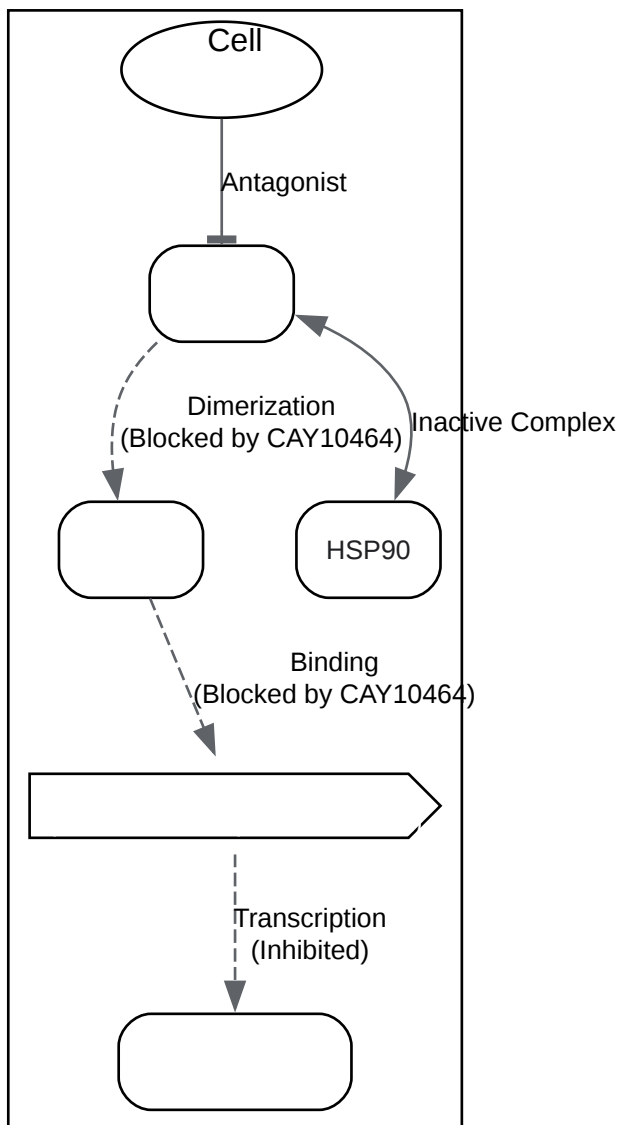 Cell
Antagonist
Dimerization
(Blocked by CAY10464)
Inactive Complex
HSP90
Binding
(Blocked by CAY10464)
Transcription
(Inhibited)